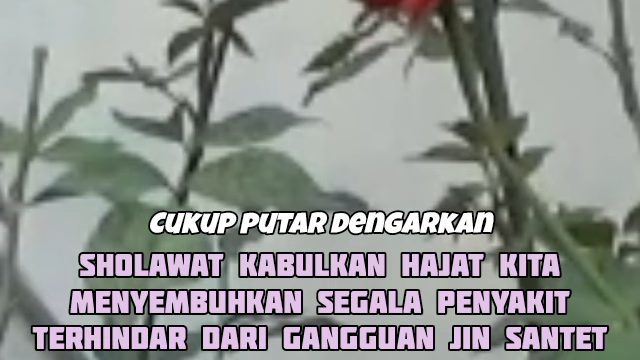 CUKUP PUTAR DENGARKAN
SHOLAWAT KABULKAN HAJAT KITA
MENYEMBUHKAN SEGALA PENYAKIT
TERHINDAR DARI GANGGUAN JIN SANTET